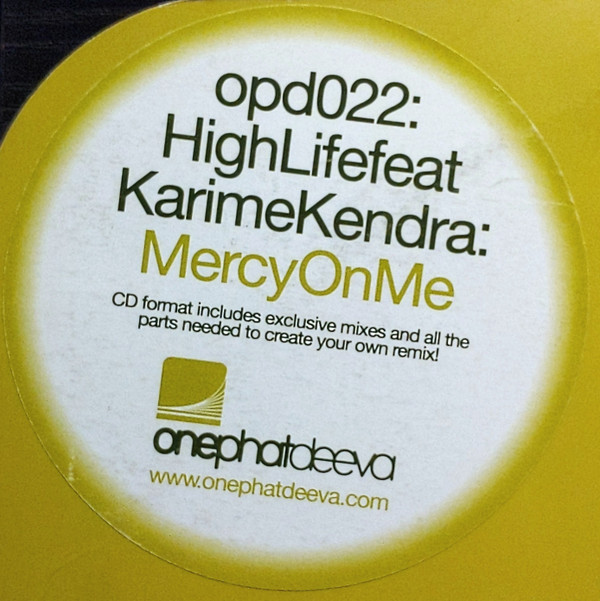 opd022:
HighLifefeat
KarimeKendra:
MercyOnMe
CD format includes exclusive mixes and all the
parts needed to create your own remix!
onephatdeeva
www.onephatdeeva.com